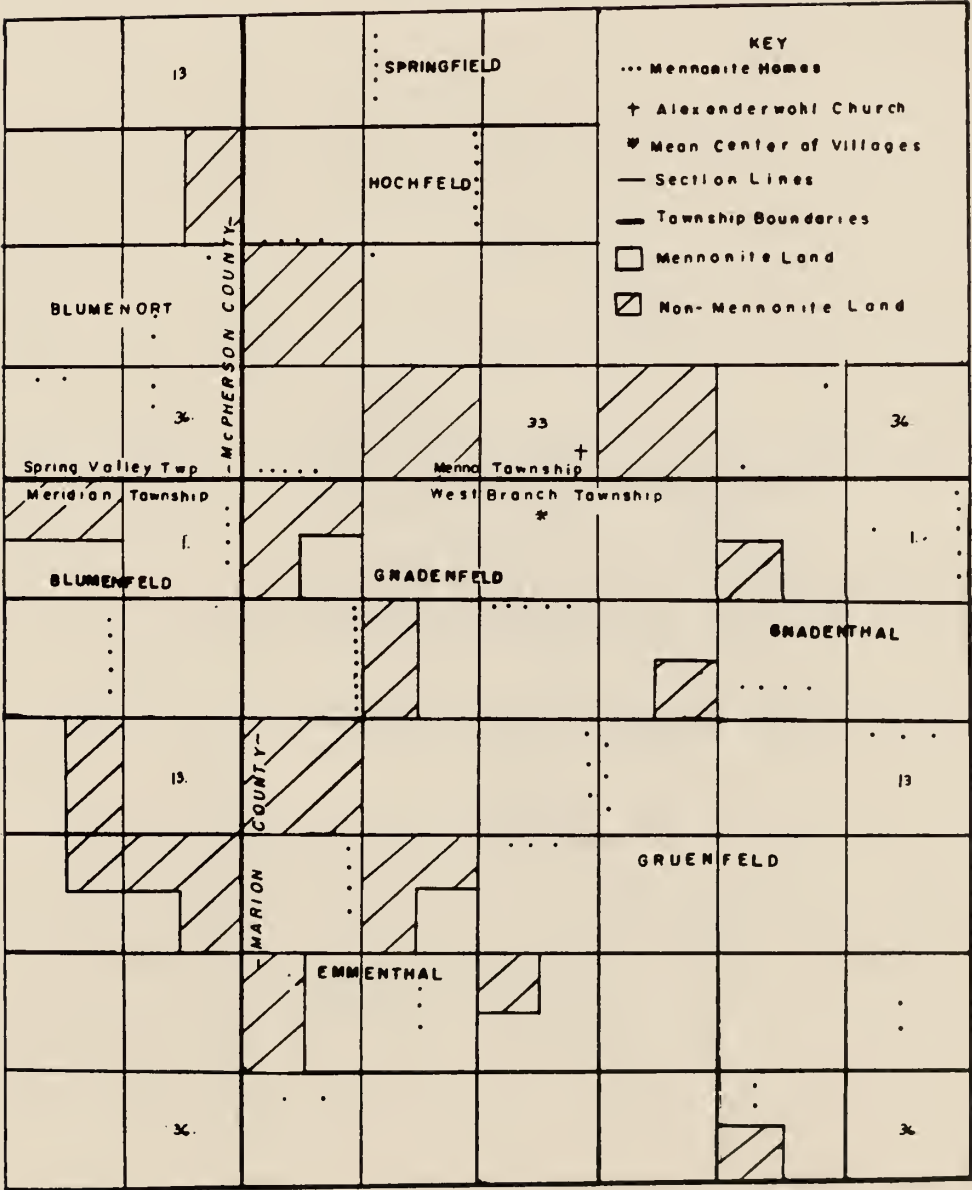 KEY
... Mennonite Homes
† Alexanderwohl Church
* Mean Center of Villages
— Section Lines
— Township Boundaries
Mennonite Land
Non-Mennonite Land
13
SPRINGFIELD
HOCHFELD
-McPHERSON COUNTY-
BLUMENORT
36
33
36
Spring Valley Twp
Menno Township
Meridian Township
West Branch Township
*
1
1
BLUMENFELD
GNADENFELD
GNADENTHAL
13
13
-MARION COUNTY-
GRUENFELD
EMMENTHAL
36
36